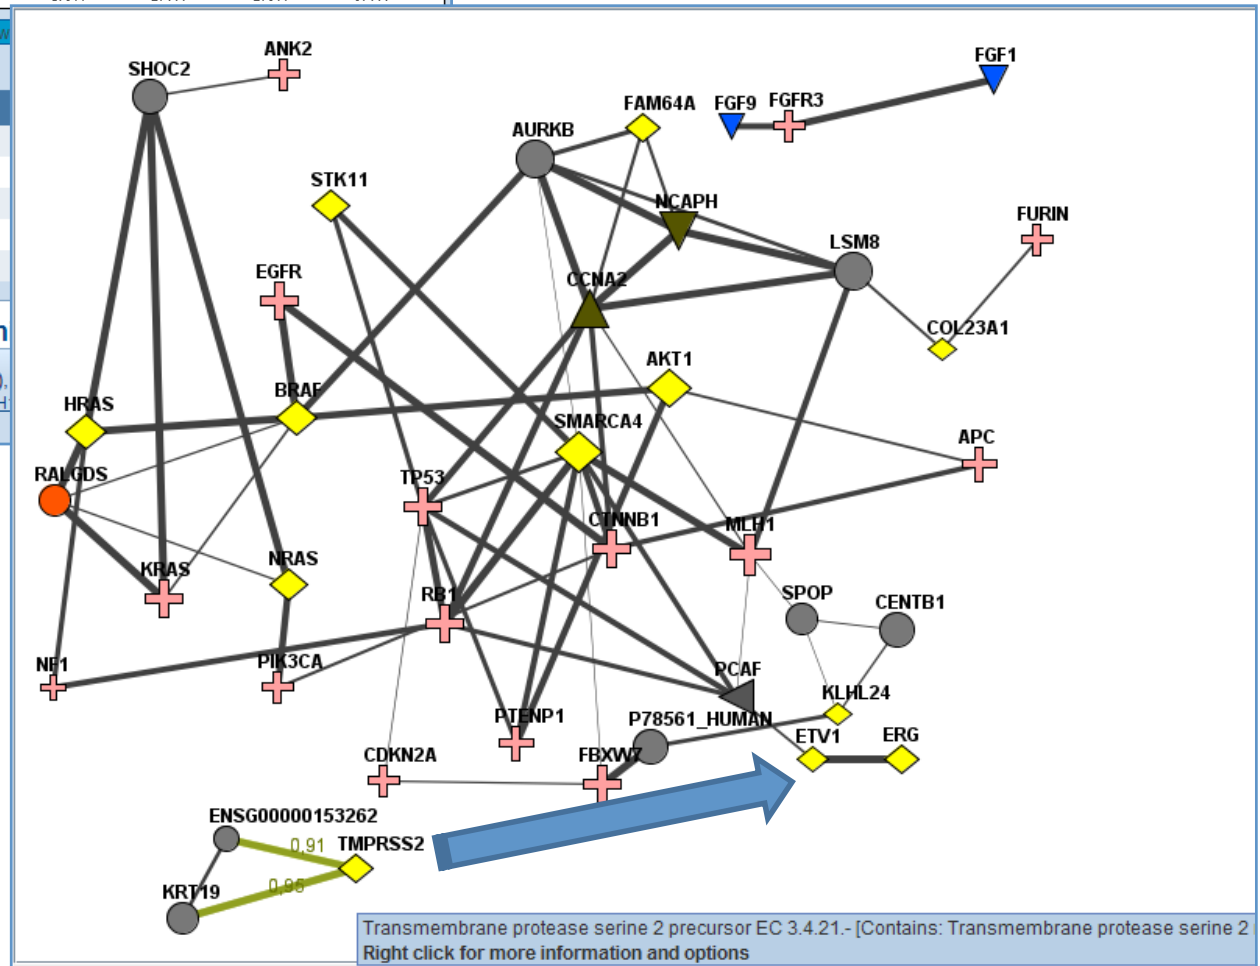 ANK2
SHOC2
FGF1
FAM64A
FGF9
FGFR3
AURKB
STK11
NCAPH
FURIN
LSM8
EGFR
CCNA2
COL23A1
AKT1
BRAF
HRAS
SMARCA4
APC
RALGDS
TP53
CTNNB1
MLH1
NRAS
KRAS
RB1
SPOP
CENTB1
NF1
PIK3CA
PCAF
KLHL24
PTENP1
P78561_HUMAN
ETV1
ERG
CDKN2A
FBXW7
ENSG00000153262
0,91
TMPRSS2
0,95
KRT19
Transmembrane protease serine 2 precursor EC 3.4.21.- [Contains: Transmembrane protease serine 2
Right click for more information and options